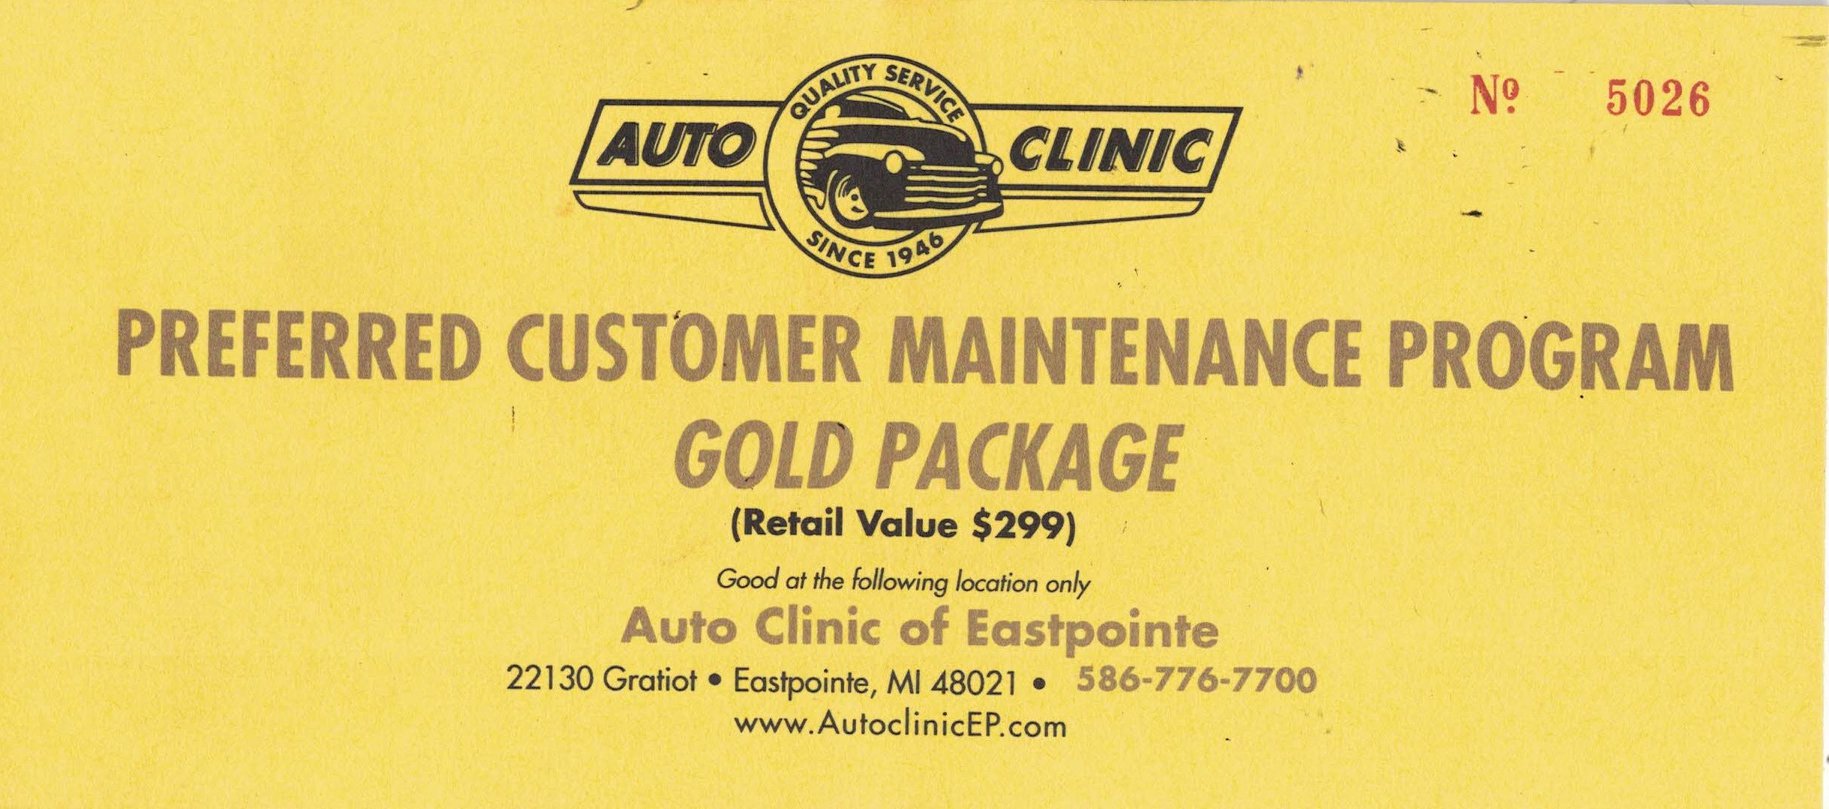 QUALITY SERVICE
AUTO CLINIC
SINCE 1946
Nº 5026
PREFERRED CUSTOMER MAINTENANCE PROGRAM
GOLD PACKAGE
(Retail Value $299)
Good at the following location only
Auto Clinic of Eastpointe
22130 Gratiot • Eastpointe, MI 48021 • 586-776-7700
www.AutoclinicEP.com